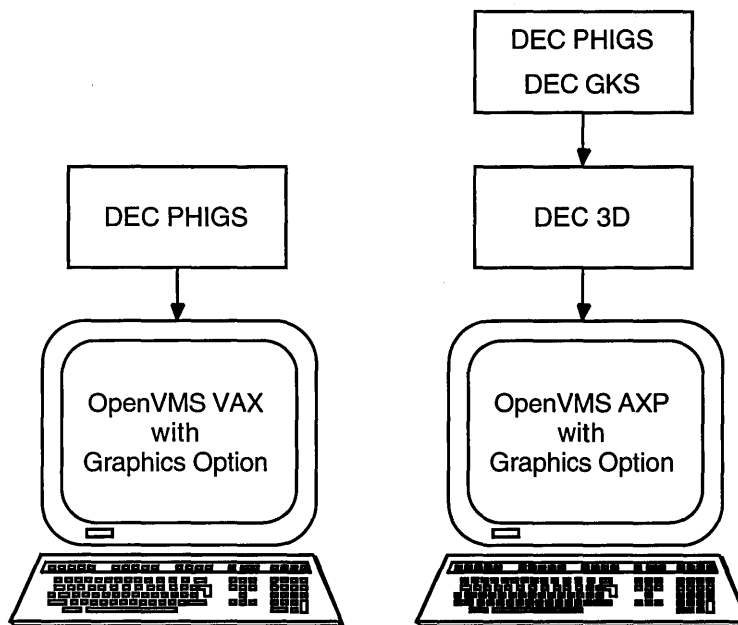 DEC PHIGS
DEC GKS
DEC PHIGS
DEC 3D
OpenVMS VAX
with
Graphics Option
OpenVMS AXP
with
Graphics Option